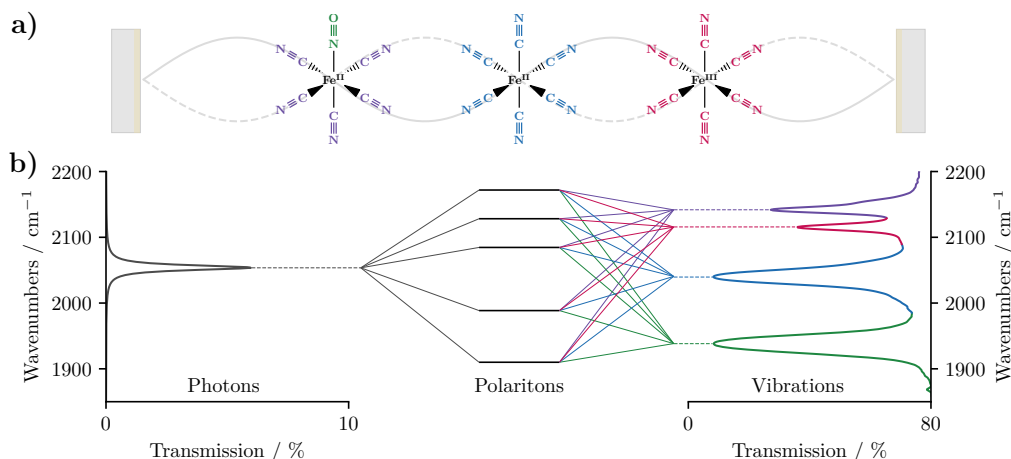 a)
O
N
N
N
N≡C C≡N N≡C C C≡N N≡C C C≡N
Fe^II Fe^II Fe^III
N≡C C≡N N≡C C≡N N≡C C≡N
C C C
N N N
b)
2200 2200
2100 2100
2000 2000
1900 1900
Wavenumbers / cm⁻¹
Wavenumbers / cm⁻¹
Photons Polaritons Vibrations
0 10 0 80
Transmission / % Transmission / %